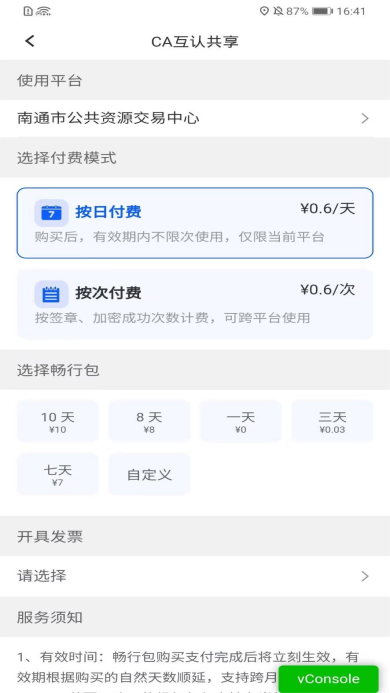 87% 16:41
CA互认共享
使用平台
南通市公共资源交易中心
选择付费模式
7 按日付费 ¥0.6/天
购买后，有效期内不限次使用，仅限当前平台
按次付费 ¥0.6/次
按签章、加密成功次数计费，可跨平台使用
选择畅行包
10 天 8 天 一天 三天
¥10 ¥8 ¥0 ¥0.03
七天 自定义
¥7
开具发票
请选择
服务须知
1、有效时间：畅行包购买支付完成后将立刻生效，有
效期根据购买的自然天数顺延，支持跨月
vConsole